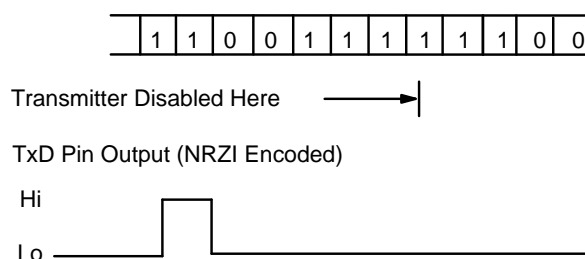 1 1 0 0 1 1 1 1 1 1 0 0
Transmitter Disabled Here
TxD Pin Output (NRZI Encoded)
Hi
Lo